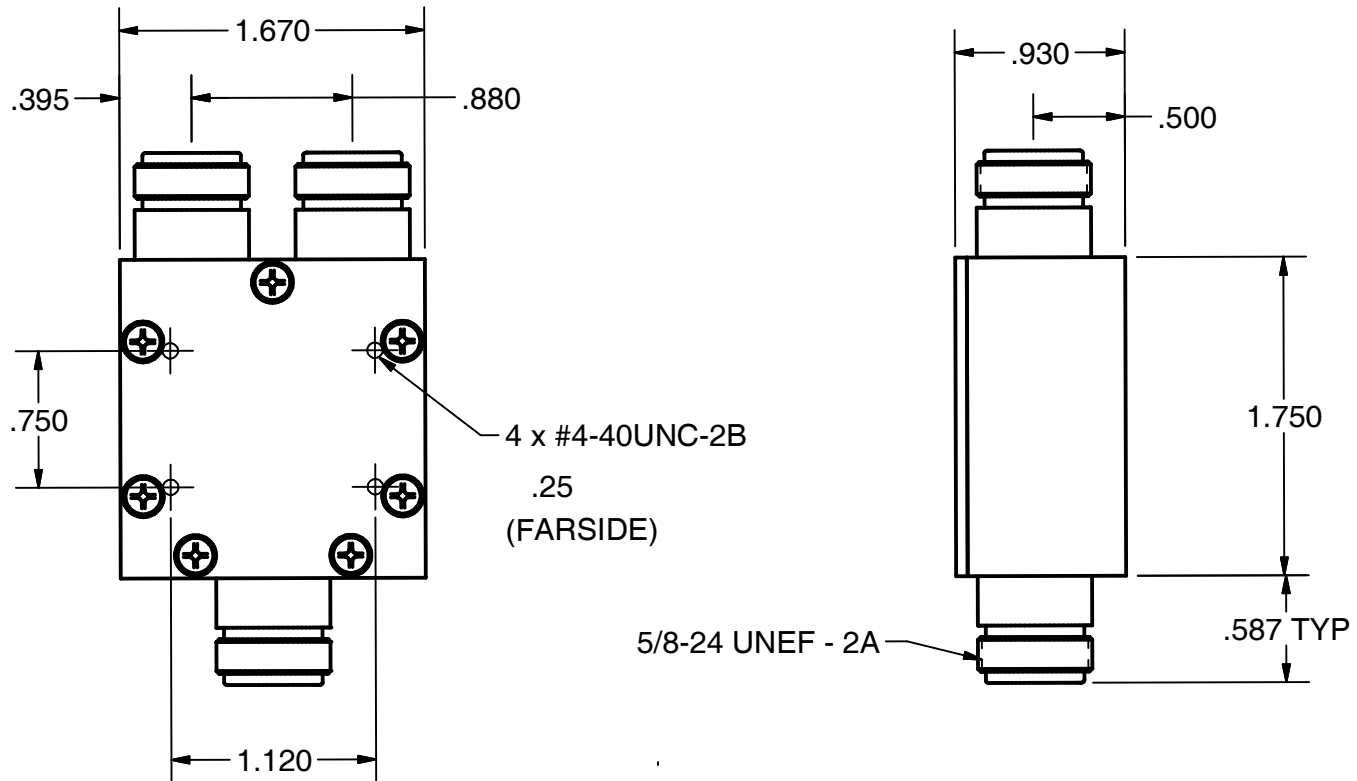 1.670
.395
.880
.930
.500
.750
4 x #4-40UNC-2B
.25
(FARSIDE)
1.750
5/8-24 UNEF - 2A
.587 TYP
1.120